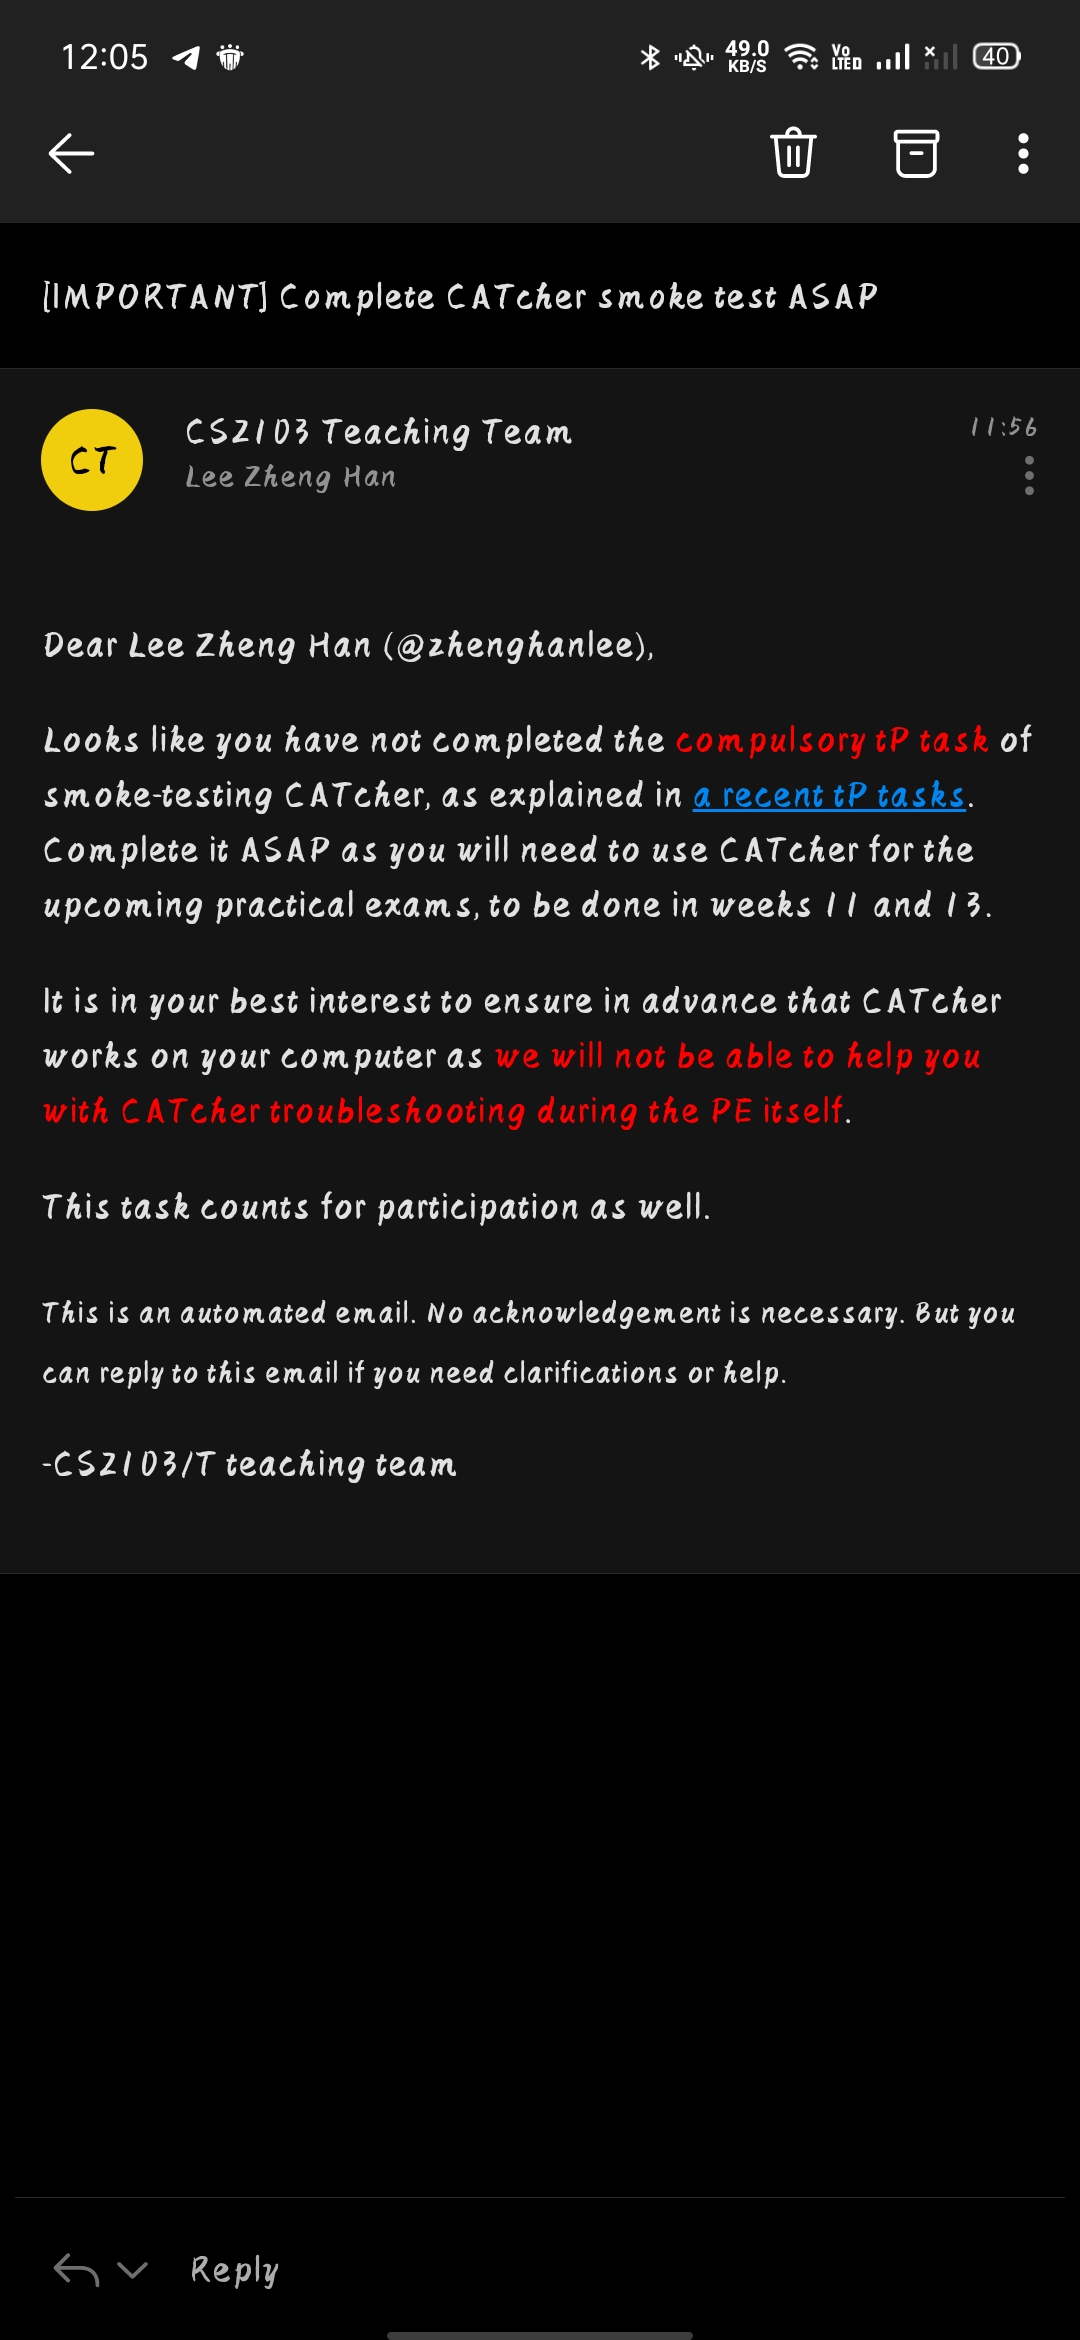 12:05
49.0
KB/S
Vo
LTE
40
[IMPORTANT] Complete CATcher smoke test ASAP
CT
CS2103 Teaching Team
11:56
Lee Zheng Han
Dear Lee Zheng Han (@zhenghanlee),
Looks like you have not completed the compulsory tP task of
smoke-testing CATcher, as explained in a recent tP tasks.
Complete it ASAP as you will need to use CATcher for the
upcoming practical exams, to be done in weeks 11 and 13.
It is in your best interest to ensure in advance that CATcher
works on your computer as we will not be able to help you
with CATcher troubleshooting during the PE itself.
This task counts for participation as well.
This is an automated email. No acknowledgement is necessary. But you
can reply to this email if you need clarifications or help.
-CS2103/T teaching team
Reply